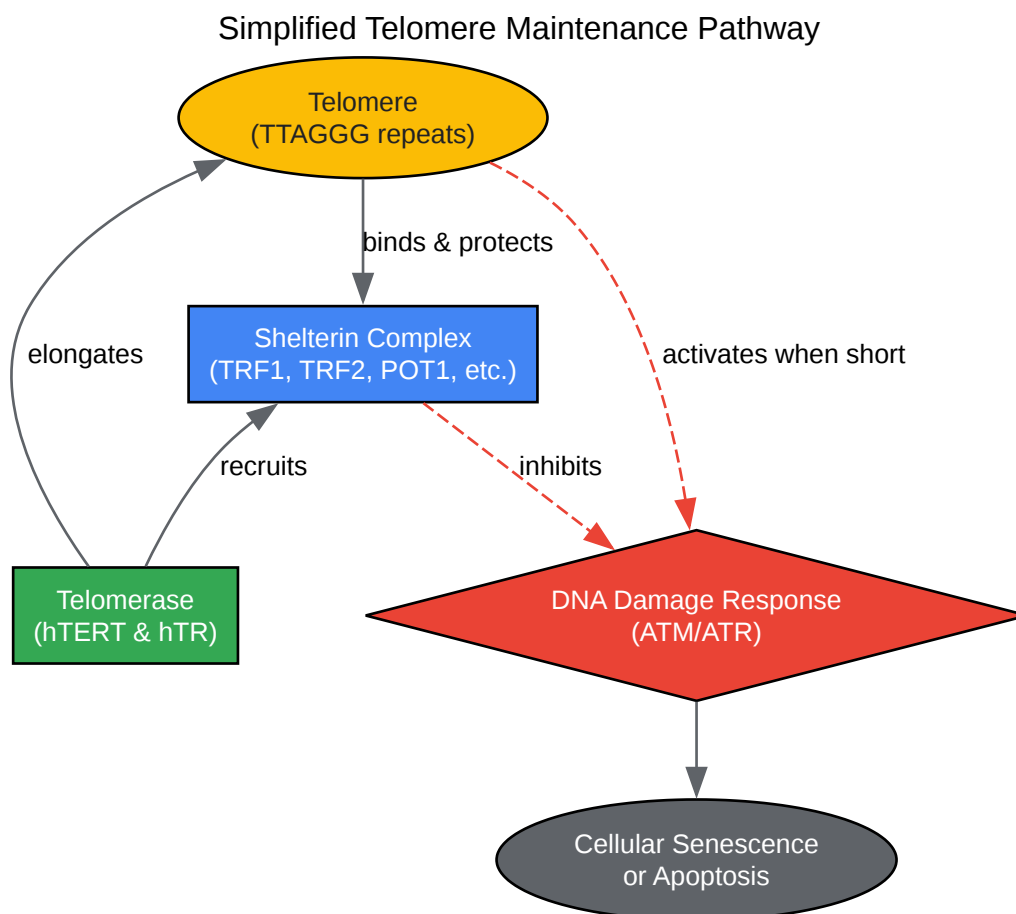 Simplified Telomere Maintenance Pathway
Telomere
(TTAGGG repeats)
binds & protects
Shelterin Complex
(TRF1, TRF2, POT1, etc.)
elongates
activates when short
recruits
inhibits
Telomerase
(hTERT & hTR)
DNA Damage Response
(ATM/ATR)
Cellular Senescence
or Apoptosis